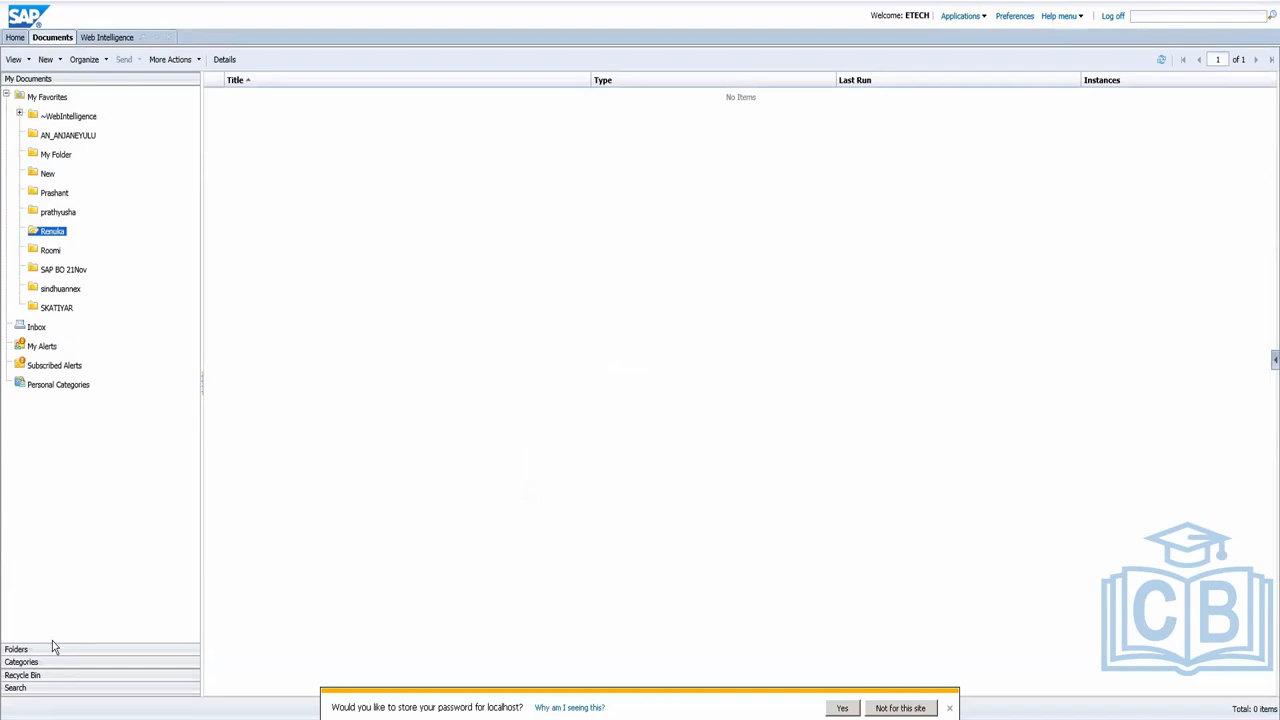 SAP
Welcome: ETECH Applications Preferences Help menu Log off
Home Documents Web Intelligence
View New Organize Send More Actions Details 1 of 1
My Documents
Title Type Last Run Instances
No Items
My Favorites
~WebIntelligence
AN_ANJANEYULU
My Folder
New
Prashant
prathyusha
Renuka
Roomi
SAP BO 21Nov
sindhuannex
SKATIYAR
Inbox
My Alerts
Subscribed Alerts
Personal Categories
CB
Folders
Categories
Recycle Bin
Search
Would you like to store your password for localhost? Why am I seeing this? Yes Not for this site
Total: 0 items